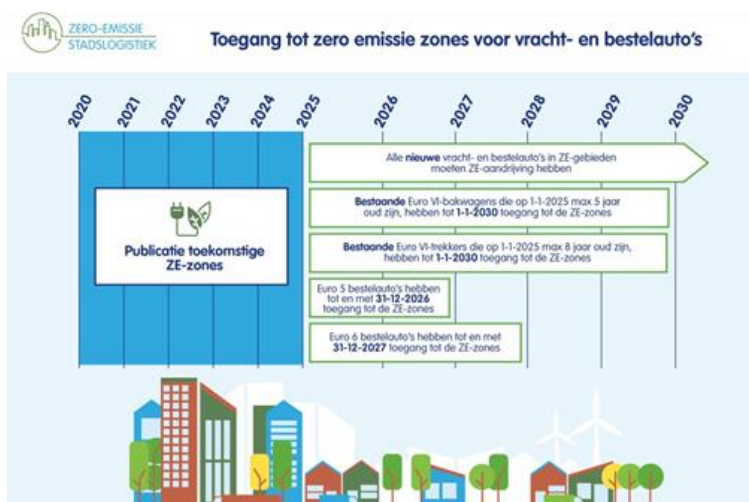 ZERO-EMISSIE
STADSLOGISTIEK
Toegang tot zero emissie zones voor vracht- en bestelauto's
2020
2021
2022
2023
2024
2025
2026
2027
2028
2029
2030
Alle nieuwe vracht- en bestelauto's in ZE-gebieden
moeten ZE-aandrijving hebben
Bestaande Euro VI-bakwagens die op 1-1-2025 max 5 jaar
oud zijn, hebben tot 1-1-2030 toegang tot de ZE-zones
Publicatie toekomstige
ZE-zones
Bestaande Euro VI-trekkers die op 1-1-2025 max 8 jaar oud zijn,
hebben tot 1-1-2030 toegang tot de ZE-zones
Euro 5 bestelauto's hebben
tot en met 31-12-2026
toegang tot de ZE-zones
Euro 6 bestelauto's hebben tot en met
31-12-2027 toegang tot de ZE-zones